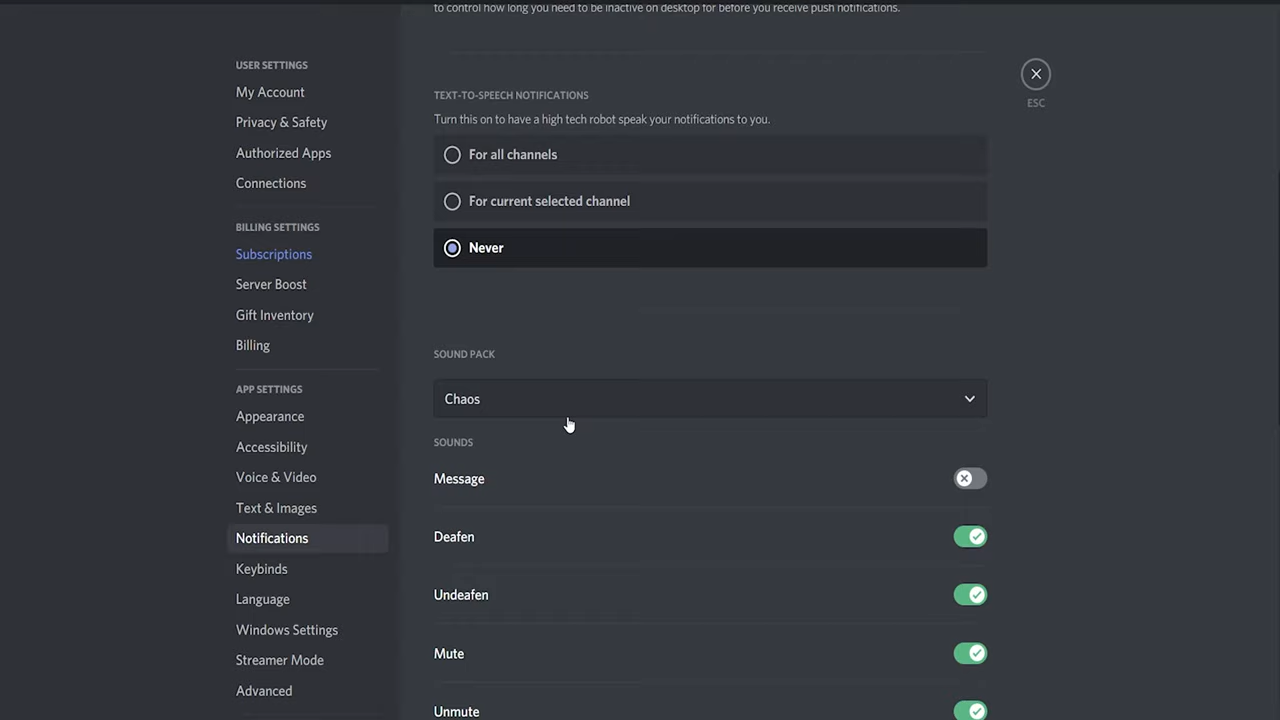 to control how long you need to be inactive on desktop for before you receive push notifications.
USER SETTINGS
My Account
Privacy & Safety
Authorized Apps
Connections
BILLING SETTINGS
Subscriptions
Server Boost
Gift Inventory
Billing
APP SETTINGS
Appearance
Accessibility
Voice & Video
Text & Images
Notifications
Keybinds
Language
Windows Settings
Streamer Mode
Advanced
TEXT-TO-SPEECH NOTIFICATIONS
Turn this on to have a high tech robot speak your notifications to you.
For all channels
For current selected channel
Never
SOUND PACK
Chaos
SOUNDS
Message
Deafen
Undeafen
Mute
Unmute
ESC